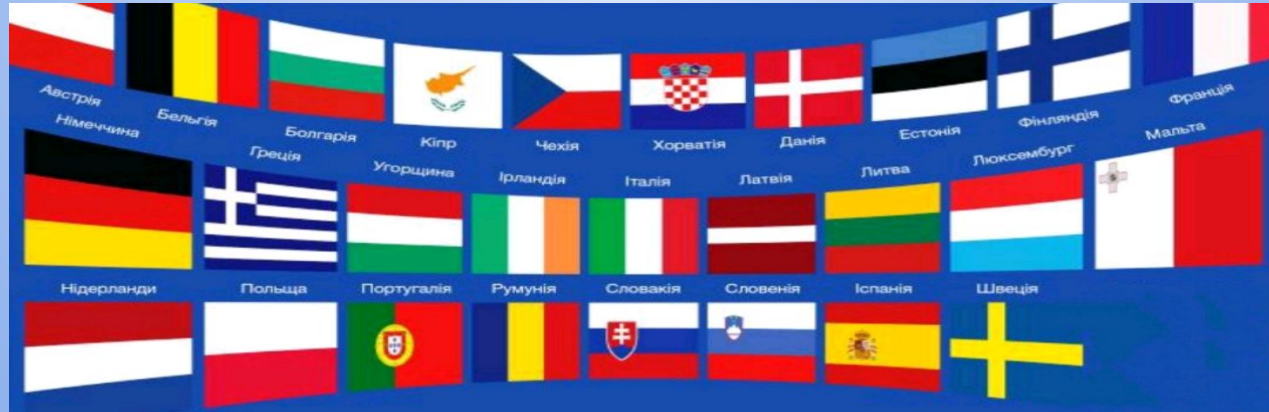 Австрія
Бельгія
Болгарія
Кіпр
Чехія
Хорватія
Данія
Естонія
Фінляндія
Франція
Німеччина
Греція
Угорщина
Ірландія
Італія
Латвія
Литва
Люксембург
Мальта
Нідерланди
Польща
Португалія
Румунія
Словакія
Словенія
Іспанія
Швеція